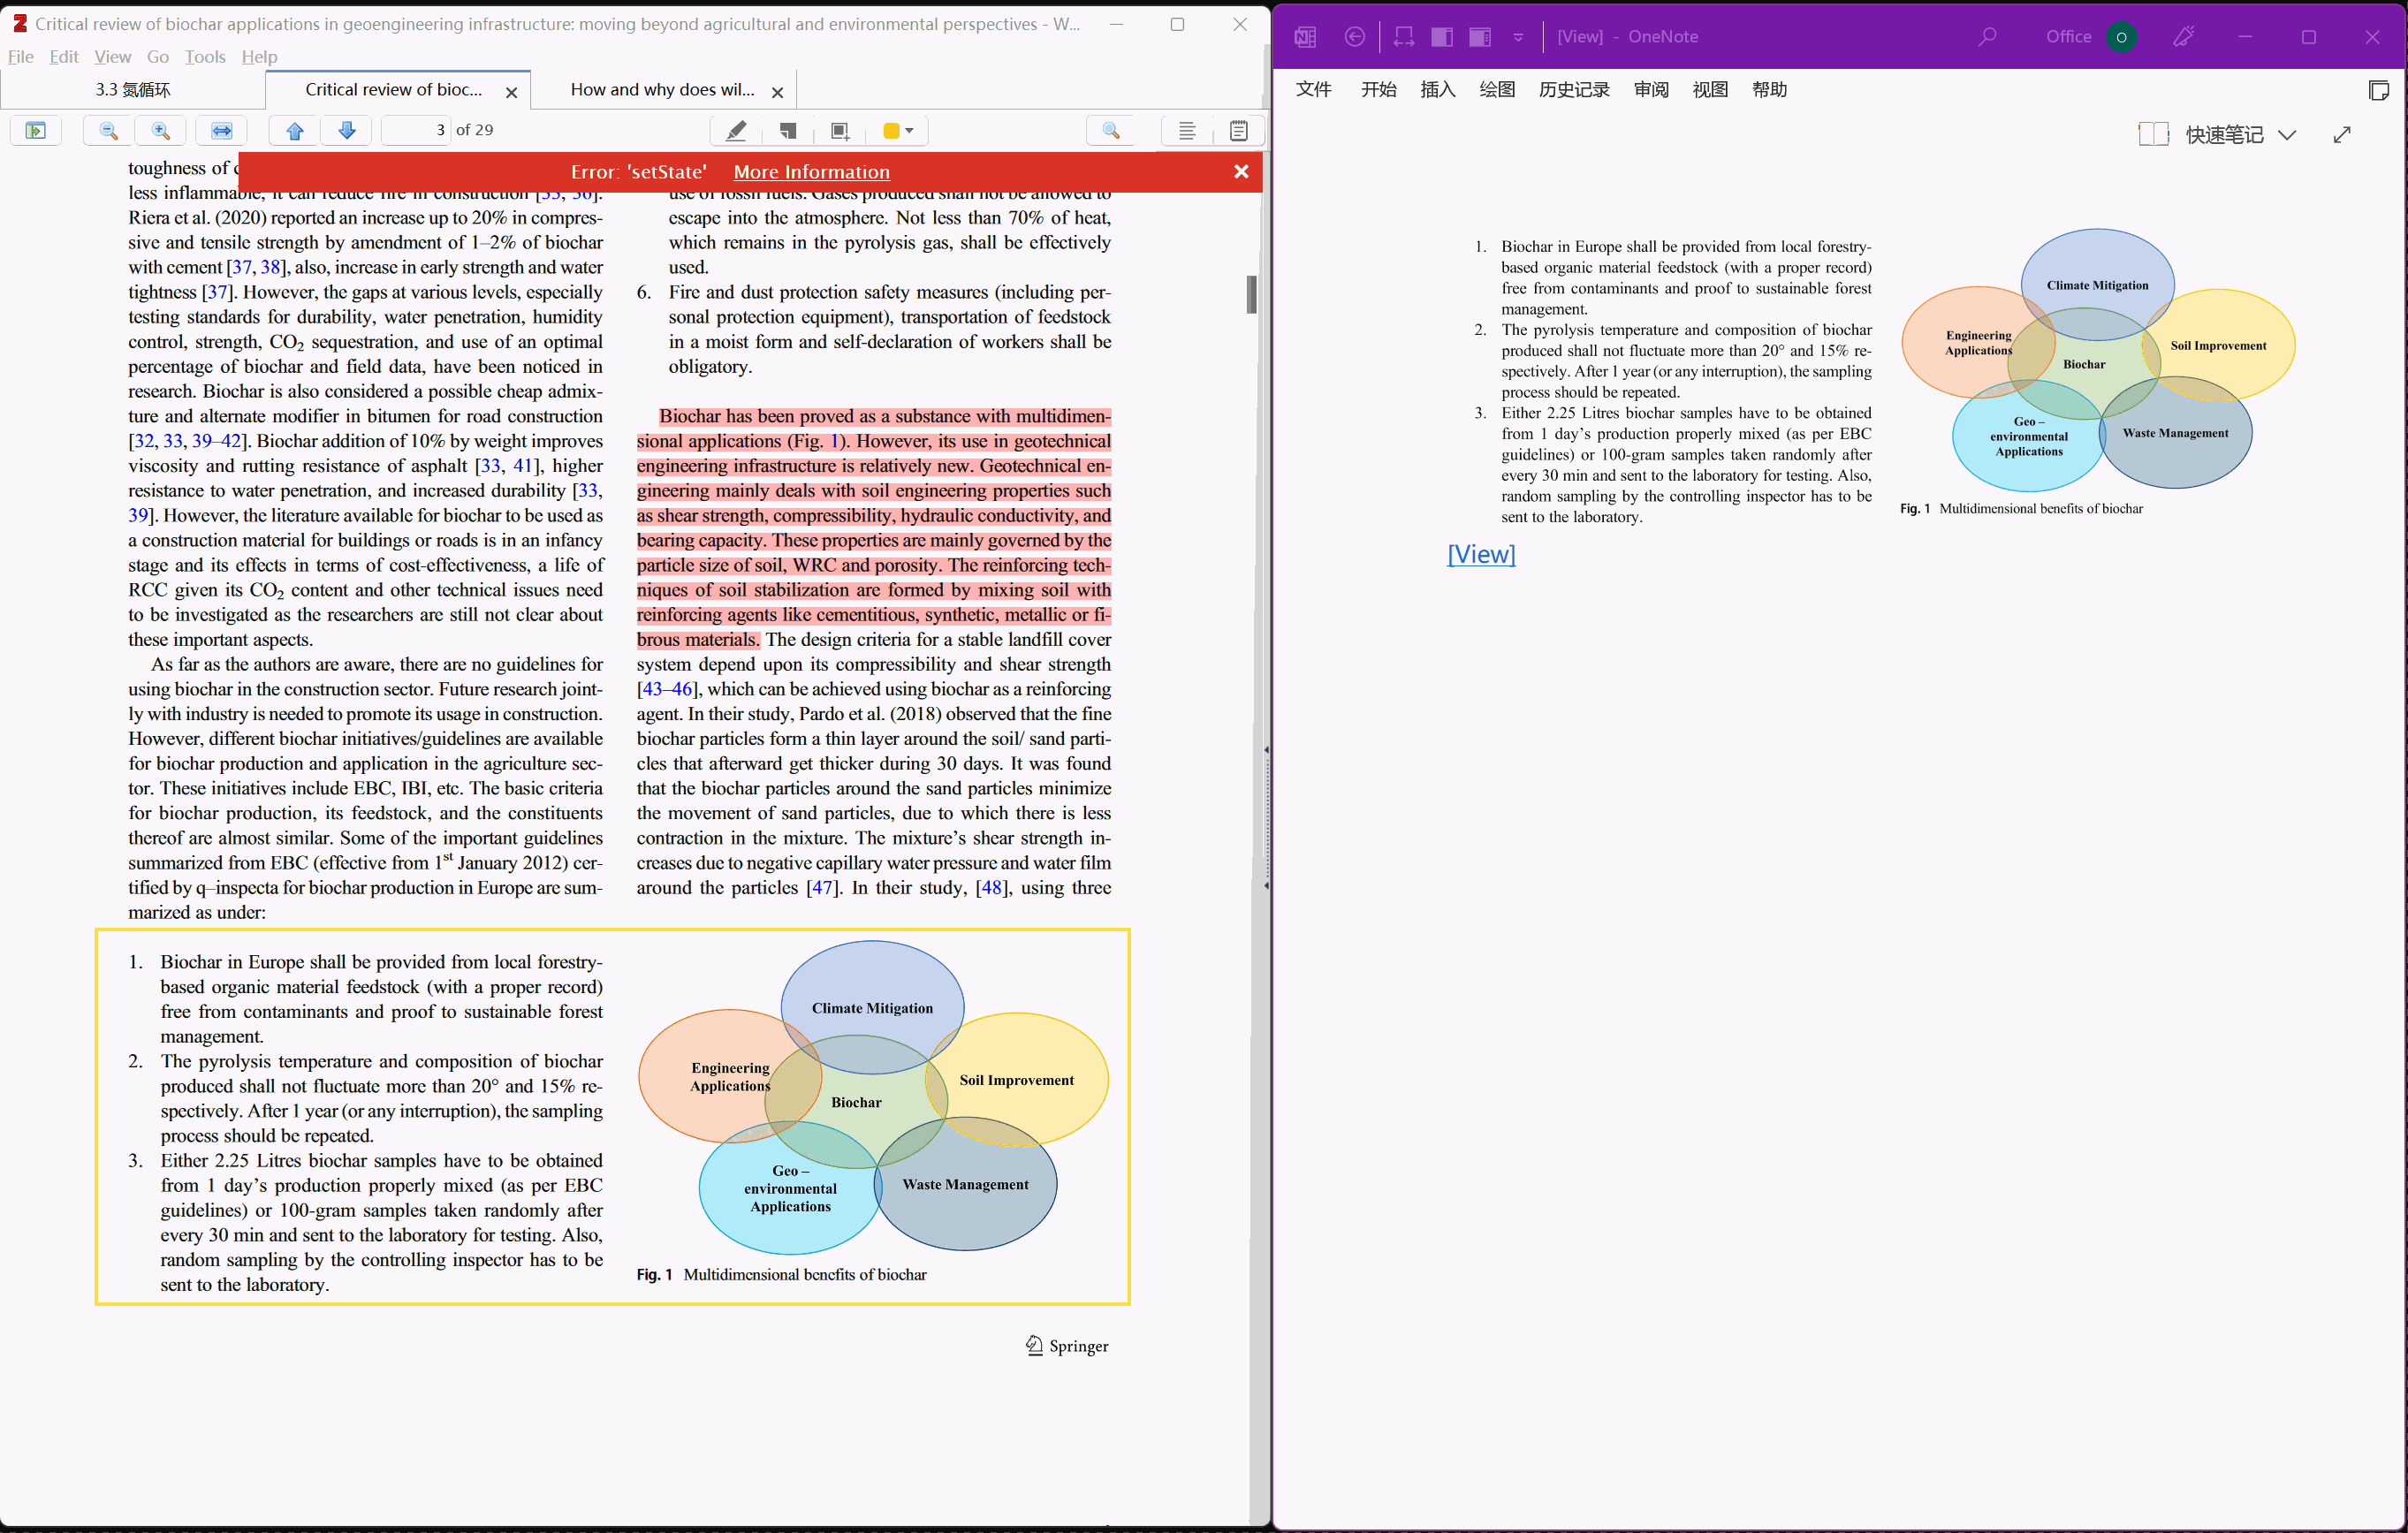 Critical review of biochar applications in geoengineering infrastructure: moving beyond agricultural and environmental perspectives - W...
File Edit View Go Tools Help
3.3 氮循环
Critical review of bioc...
How and why does wil...
3 of 29
Error: 'setState' More Information
toughness of
less inflammable, it can reduce fire in construction [35, 36].
Riera et al. (2020) reported an increase up to 20% in compres-
sive and tensile strength by amendment of 1–2% of biochar
with cement [37, 38], also, increase in early strength and water
tightness [37]. However, the gaps at various levels, especially
testing standards for durability, water penetration, humidity
control, strength, CO₂ sequestration, and use of an optimal
percentage of biochar and field data, have been noticed in
research. Biochar is also considered a possible cheap admix-
ture and alternate modifier in bitumen for road construction
[32, 33, 39–42]. Biochar addition of 10% by weight improves
viscosity and rutting resistance of asphalt [33, 41], higher
resistance to water penetration, and increased durability [33,
39]. However, the literature available for biochar to be used as
a construction material for buildings or roads is in an infancy
stage and its effects in terms of cost-effectiveness, a life of
RCC given its CO₂ content and other technical issues need
to be investigated as the researchers are still not clear about
these important aspects.
As far as the authors are aware, there are no guidelines for
using biochar in the construction sector. Future research joint-
ly with industry is needed to promote its usage in construction.
However, different biochar initiatives/guidelines are available
for biochar production and application in the agriculture sec-
tor. These initiatives include EBC, IBI, etc. The basic criteria
for biochar production, its feedstock, and the constituents
thereof are almost similar. Some of the important guidelines
summarized from EBC (effective from 1st January 2012) cer-
tified by q–inspecta for biochar production in Europe are sum-
marized as under:
1. Biochar in Europe shall be provided from local forestry-
based organic material feedstock (with a proper record)
free from contaminants and proof to sustainable forest
management.
2. The pyrolysis temperature and composition of biochar
produced shall not fluctuate more than 20° and 15% re-
spectively. After 1 year (or any interruption), the sampling
process should be repeated.
3. Either 2.25 Litres biochar samples have to be obtained
from 1 day's production properly mixed (as per EBC
guidelines) or 100-gram samples taken randomly after
every 30 min and sent to the laboratory for testing. Also,
random sampling by the controlling inspector has to be
sent to the laboratory.
use of fossil fuels. Gases produced shall not be allowed to
escape into the atmosphere. Not less than 70% of heat,
which remains in the pyrolysis gas, shall be effectively
used.
6. Fire and dust protection safety measures (including per-
sonal protection equipment), transportation of feedstock
in a moist form and self-declaration of workers shall be
obligatory.
Biochar has been proved as a substance with multidimen-
sional applications (Fig. 1). However, its use in geotechnical
engineering infrastructure is relatively new. Geotechnical en-
gineering mainly deals with soil engineering properties such
as shear strength, compressibility, hydraulic conductivity, and
bearing capacity. These properties are mainly governed by the
particle size of soil, WRC and porosity. The reinforcing tech-
niques of soil stabilization are formed by mixing soil with
reinforcing agents like cementitious, synthetic, metallic or fi-
brous materials. The design criteria for a stable landfill cover
system depend upon its compressibility and shear strength
[43–46], which can be achieved using biochar as a reinforcing
agent. In their study, Pardo et al. (2018) observed that the fine
biochar particles form a thin layer around the soil/ sand parti-
cles that afterward get thicker during 30 days. It was found
that the biochar particles around the sand particles minimize
the movement of sand particles, due to which there is less
contraction in the mixture. The mixture's shear strength in-
creases due to negative capillary water pressure and water film
around the particles [47]. In their study, [48], using three
Climate Mitigation
Engineering
Applications
Soil Improvement
Biochar
Geo –
environmental
Applications
Waste Management
Fig. 1 Multidimensional benefits of biochar
Springer
[View] - OneNote
Office O
文件 开始 插入 绘图 历史记录 审阅 视图 帮助
快速笔记
1. Biochar in Europe shall be provided from local forestry-
based organic material feedstock (with a proper record)
free from contaminants and proof to sustainable forest
management.
2. The pyrolysis temperature and composition of biochar
produced shall not fluctuate more than 20° and 15% re-
spectively. After 1 year (or any interruption), the sampling
process should be repeated.
3. Either 2.25 Litres biochar samples have to be obtained
from 1 day's production properly mixed (as per EBC
guidelines) or 100-gram samples taken randomly after
every 30 min and sent to the laboratory for testing. Also,
random sampling by the controlling inspector has to be
sent to the laboratory.
Climate Mitigation
Engineering
Applications
Soil Improvement
Biochar
Geo –
environmental
Applications
Waste Management
Fig. 1 Multidimensional benefits of biochar
[View]